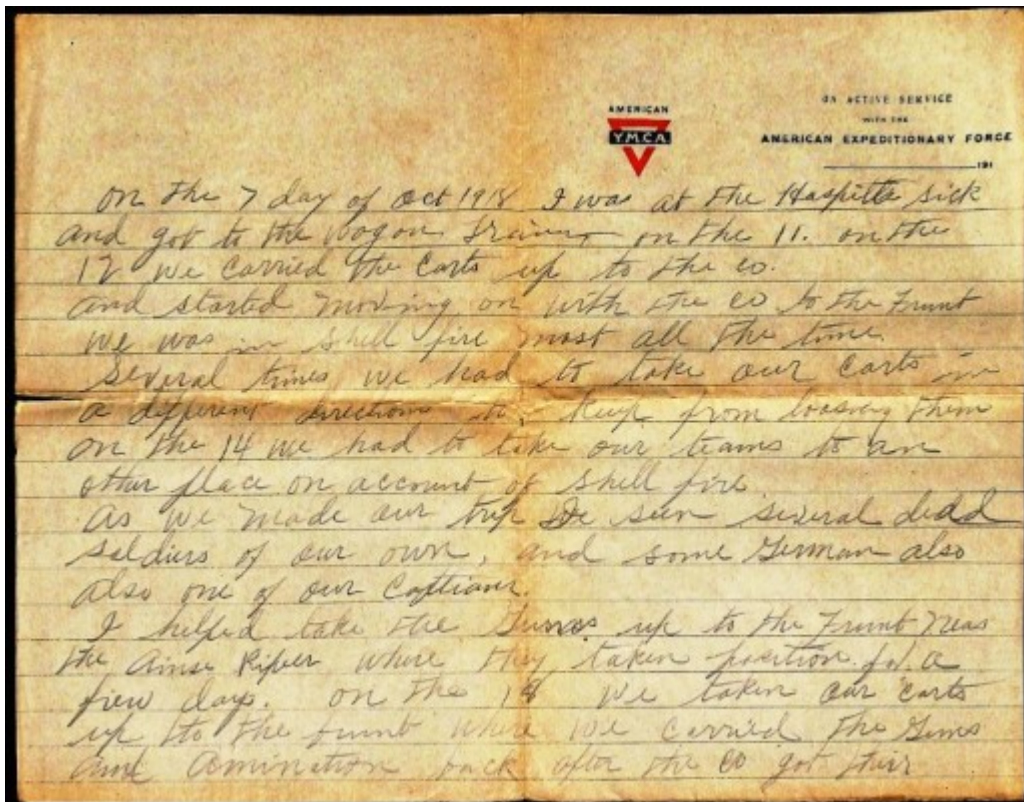 AMERICAN
YMCA
ON ACTIVE SERVICE
WITH THE
AMERICAN EXPEDITIONARY FORCE
191
on the 7 day of oct 1918 I was at the Haspitle sick
and got to the wagon on the 11. on the
12 we carried the carts up to the co.
and started moving on with the co to the Frunt
we was in shell fire most all the time
several times we had to take our carts in
a different directions to keep from loosing them
on the 14 we had to take our teams to an
other place on account of shell fire.
As we made our trip we seen several dead
soldiers of our own, and some German also
also one of our
I helped take the up to the Frunt near
the where they taken position for a
few days. on the 18 we taken our carts
up to the frunt where we carried the Guns
and Amination back after the co got their